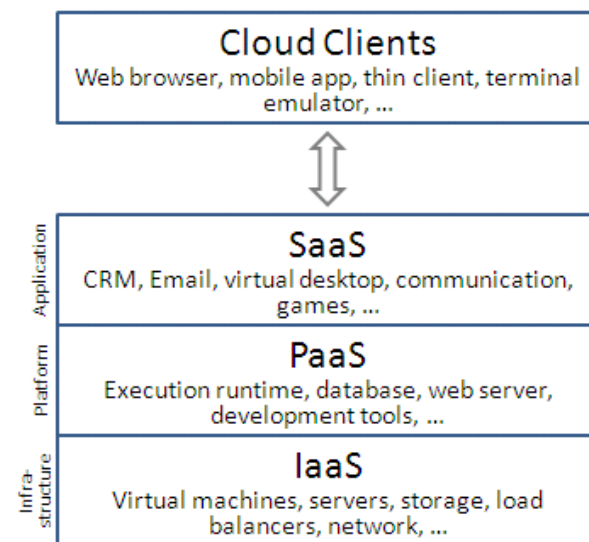 Cloud Clients
Web browser, mobile app, thin client, terminal
emulator, ...
Application
SaaS
CRM, Email, virtual desktop, communication,
games, ...
Platform
PaaS
Execution runtime, database, web server,
development tools, ...
Infra-
structure
IaaS
Virtual machines, servers, storage, load
balancers, network, ...